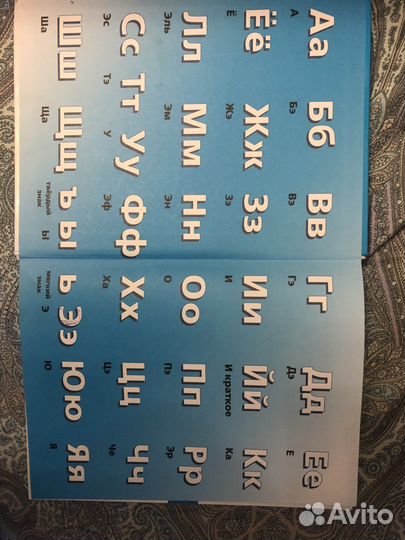 Аа Бб Вв Гг Дд Ее
А Бэ Вэ Гэ Дэ Е
Ёё Жж Зз Ии Йй Кк
Ё Жэ Зэ И И краткое Ка
Лл Мм Нн Оо Пп Рр
Эль Эм Эн О Пэ Эр
Сс Тт Уу Фф Хх Цц Чч
Эс Тэ У Эф Ха Цэ Че
Шш Щщ ъ ы ь Ээ Юю Яя
Ша Ща твёрдый знак Ы мягкий знак Э Ю Я
Avito